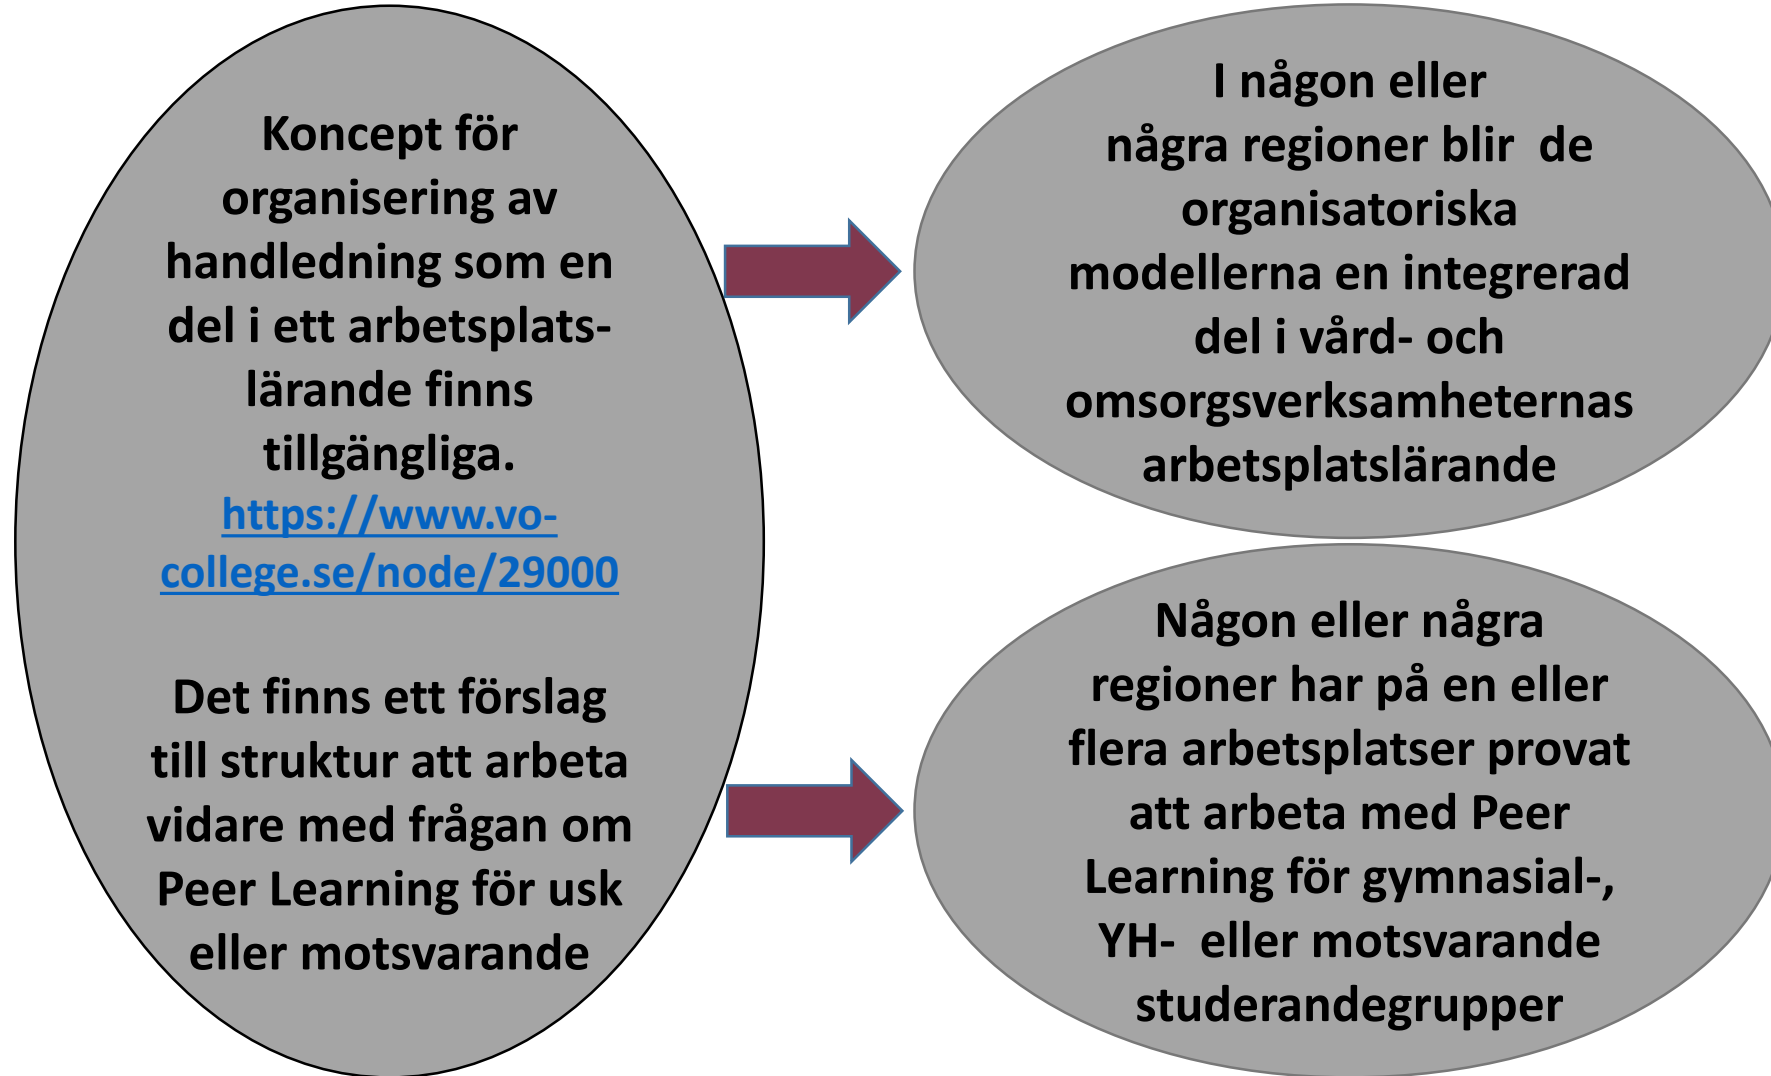 Koncept för
organisering av
handledning som en
del i ett arbetsplats-
lärande finns
tillgängliga.
https://www.vo-
college.se/node/29000
Det finns ett förslag
till struktur att arbeta
vidare med frågan om
Peer Learning för usk
eller motsvarande
I någon eller
några regioner blir  de
organisatoriska
modellerna en integrerad
del i vård- och
omsorgsverksamheternas
arbetsplatslärande
Någon eller några
regioner har på en eller
flera arbetsplatser provat
att arbeta med Peer
Learning för gymnasial-,
YH-  eller motsvarande
studerandegrupper